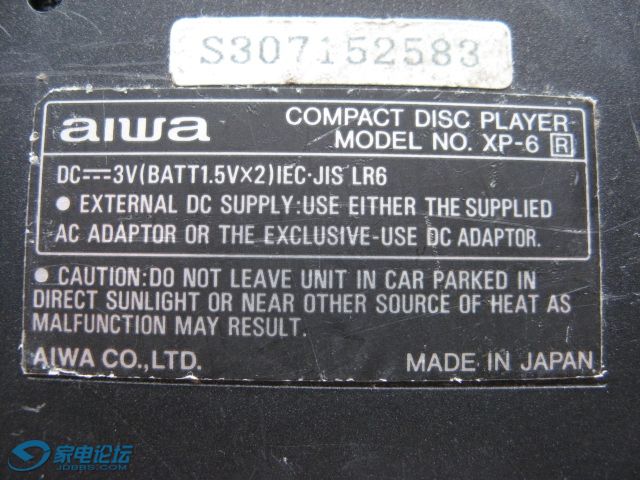 S307152583
aiwa
COMPACT DISC PLAYER
MODEL NO. XP-6 R
DC⎓3V(BATT1.5V×2)IEC·JIS LR6
● EXTERNAL DC SUPPLY:USE EITHER THE SUPPLIED
AC ADAPTOR OR THE EXCLUSIVE-USE DC ADAPTOR.
● CAUTION:DO NOT LEAVE UNIT IN CAR PARKED IN
DIRECT SUNLIGHT OR NEAR OTHER SOURCE OF HEAT AS
MALFUNCTION MAY RESULT.
AIWA CO.,LTD. MADE IN JAPAN
家电论坛
JDBBS.COM